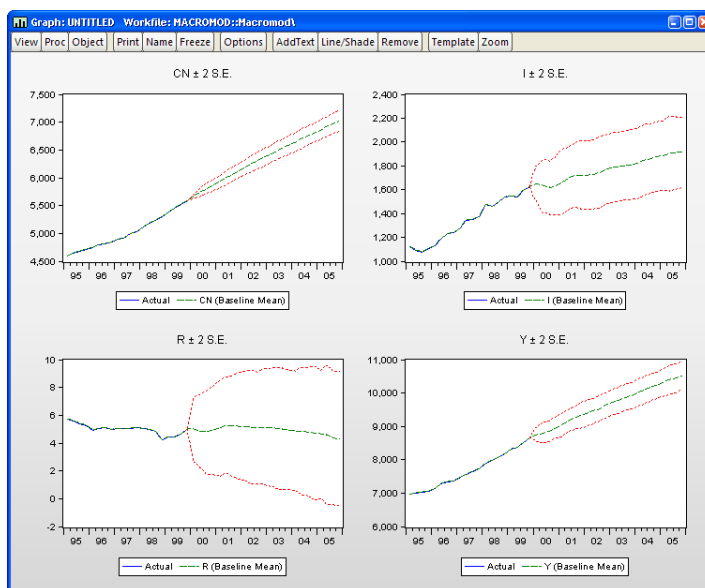 Graph: UNTITLED Workfile: MACROMOD::Macromod\
View Proc Object Print Name Freeze Options AddText Line/Shade Remove Template Zoom
CN ± 2 S.E.
7,500
7,000
6,500
6,000
5,500
5,000
4,500
95 96 97 98 99 00 01 02 03 04 05
Actual CN (Baseline Mean)
I ± 2 S.E.
2,400
2,200
2,000
1,800
1,600
1,400
1,200
1,000
95 96 97 98 99 00 01 02 03 04 05
Actual I (Baseline Mean)
R ± 2 S.E.
10
8
6
4
2
0
-2
95 96 97 98 99 00 01 02 03 04 05
Actual R (Baseline Mean)
Y ± 2 S.E.
11,000
10,000
9,000
8,000
7,000
6,000
95 96 97 98 99 00 01 02 03 04 05
Actual Y (Baseline Mean)